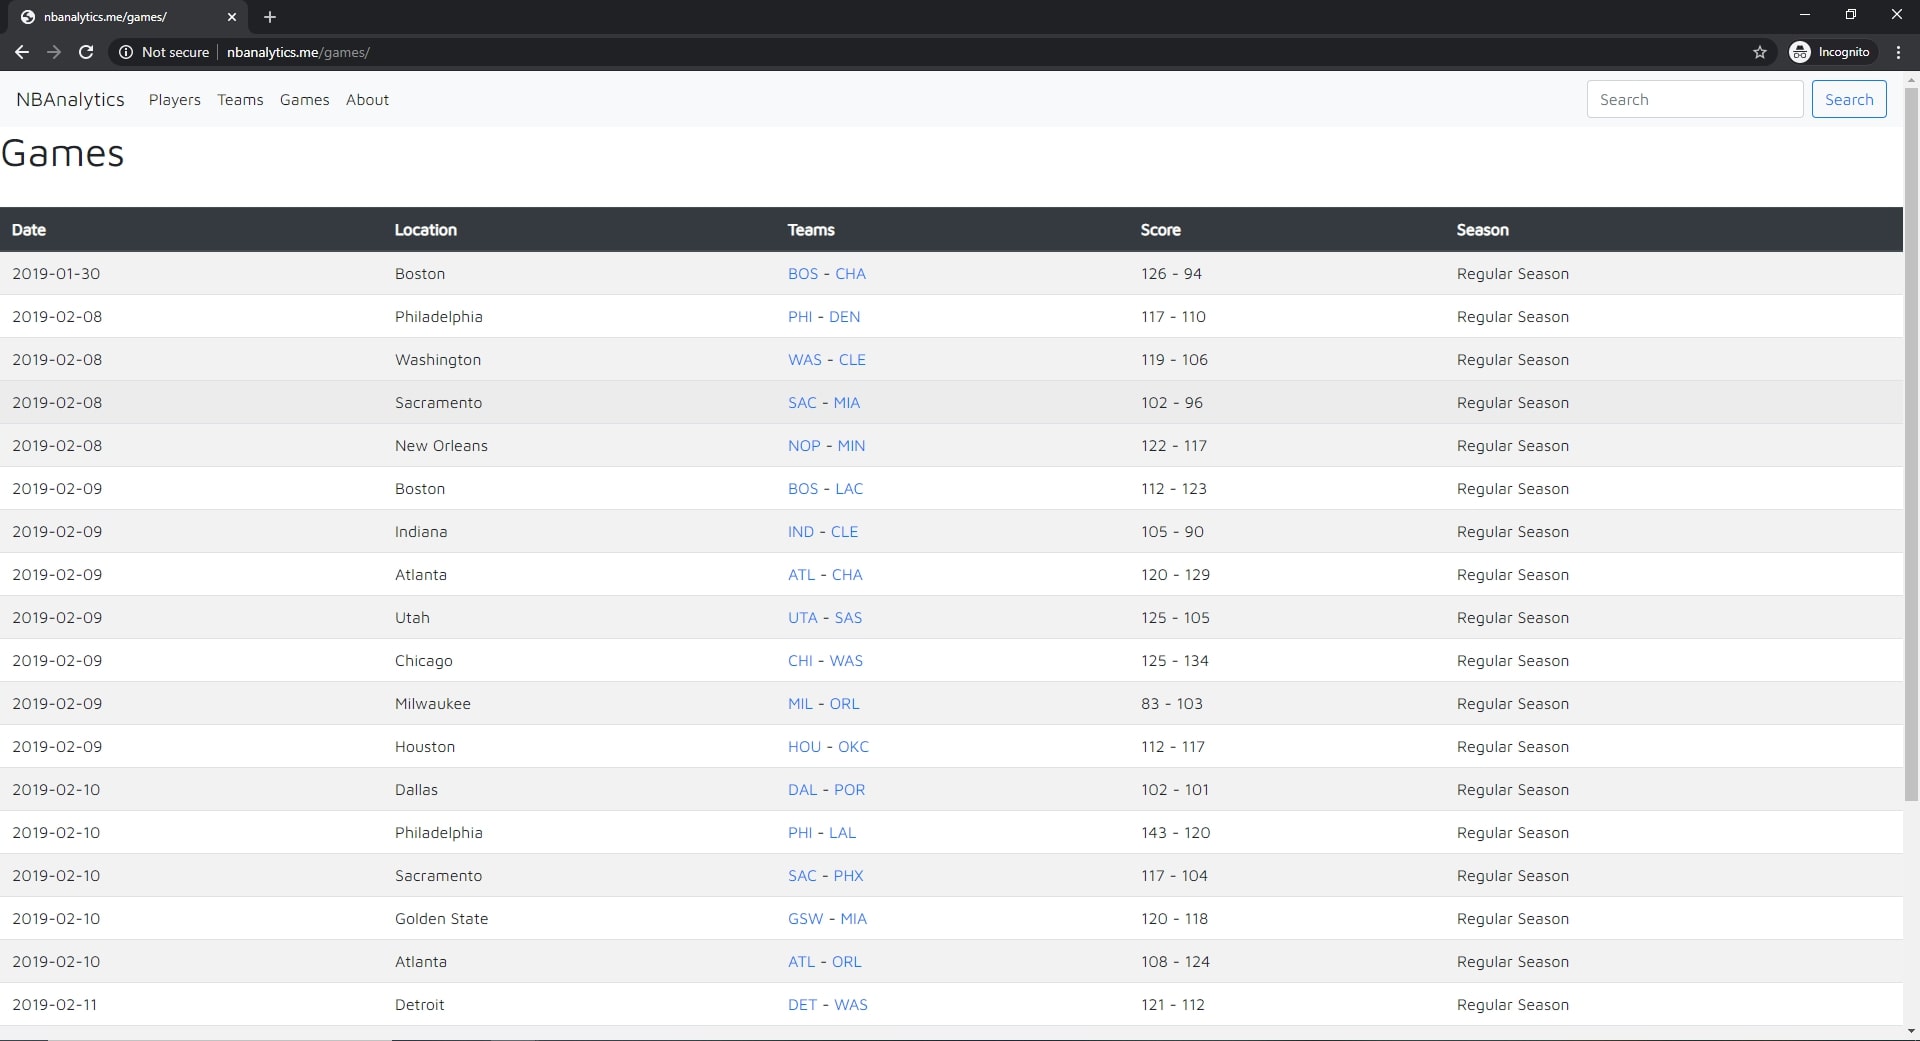 nbanalytics.me/games/
Not secure nbanalytics.me/games/ Incognito
NBAnalytics Players Teams Games About Search Search
Games
Date Location Teams Score Season
2019-01-30 Boston BOS - CHA 126 - 94 Regular Season
2019-02-08 Philadelphia PHI - DEN 117 - 110 Regular Season
2019-02-08 Washington WAS - CLE 119 - 106 Regular Season
2019-02-08 Sacramento SAC - MIA 102 - 96 Regular Season
2019-02-08 New Orleans NOP - MIN 122 - 117 Regular Season
2019-02-09 Boston BOS - LAC 112 - 123 Regular Season
2019-02-09 Indiana IND - CLE 105 - 90 Regular Season
2019-02-09 Atlanta ATL - CHA 120 - 129 Regular Season
2019-02-09 Utah UTA - SAS 125 - 105 Regular Season
2019-02-09 Chicago CHI - WAS 125 - 134 Regular Season
2019-02-09 Milwaukee MIL - ORL 83 - 103 Regular Season
2019-02-09 Houston HOU - OKC 112 - 117 Regular Season
2019-02-10 Dallas DAL - POR 102 - 101 Regular Season
2019-02-10 Philadelphia PHI - LAL 143 - 120 Regular Season
2019-02-10 Sacramento SAC - PHX 117 - 104 Regular Season
2019-02-10 Golden State GSW - MIA 120 - 118 Regular Season
2019-02-10 Atlanta ATL - ORL 108 - 124 Regular Season
2019-02-11 Detroit DET - WAS 121 - 112 Regular Season